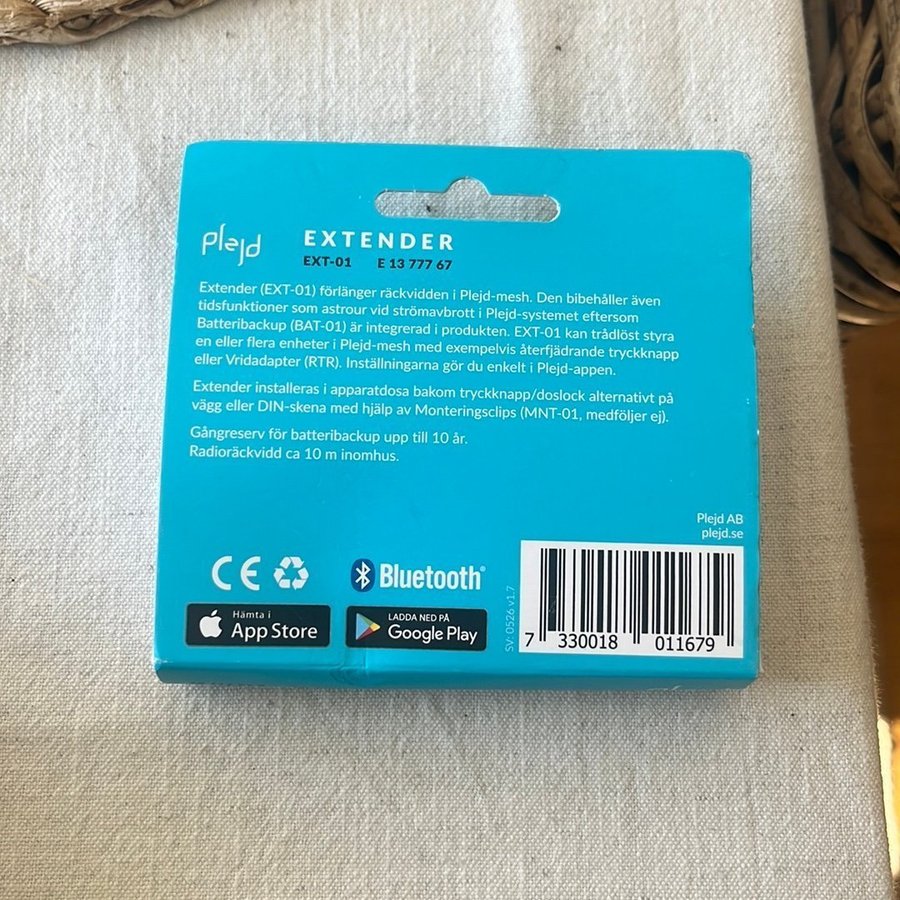 plejd
EXTENDER
EXT-01 E 13 777 67
Extender (EXT-01) förlänger räckvidden i Plejd-mesh. Den bibehåller även
tidsfunktioner som astrour vid strömavbrott i Plejd-systemet eftersom
Batteribackup (BAT-01) är integrerad i produkten. EXT-01 kan trådlöst styra
en eller flera enheter i Plejd-mesh med exempelvis återfjädrande tryckknapp
eller Vridadapter (RTR). Inställningarna gör du enkelt i Plejd-appen.
Extender installeras i apparatdosa bakom tryckknapp/doslock alternativt på
vägg eller DIN-skena med hjälp av Monteringsclips (MNT-01, medföljer ej).
Gångreserv för batteribackup upp till 10 år.
Radioräckvidd ca 10 m inomhus.
Plejd AB
plejd.se
CE
Bluetooth®
Hämta i
App Store
LADDA NED PÅ
Google Play
SV: 0526 v1.7
7 330018 011679